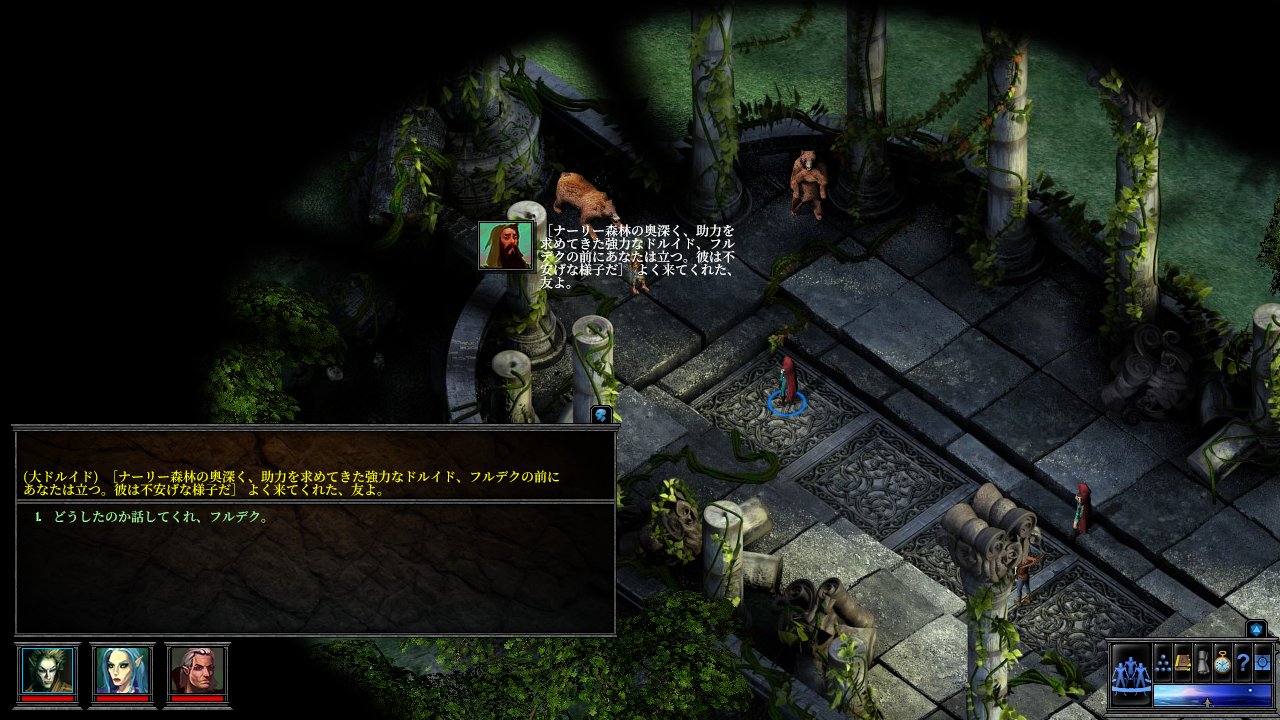 ［ナーリー森林の奥深く、助力を
求めてきた強力なドルイド、フル
デクの前にあなたは立つ。彼は不
安げな様子だ］ よく来てくれた、
友よ。
(大ドルイド) ［ナーリー森林の奥深く、助力を求めてきた強力なドルイド、フルデクの前に
あなたは立つ。彼は不安げな様子だ］ よく来てくれた、友よ。
1. どうしたのか話してくれ、フルデク。
?